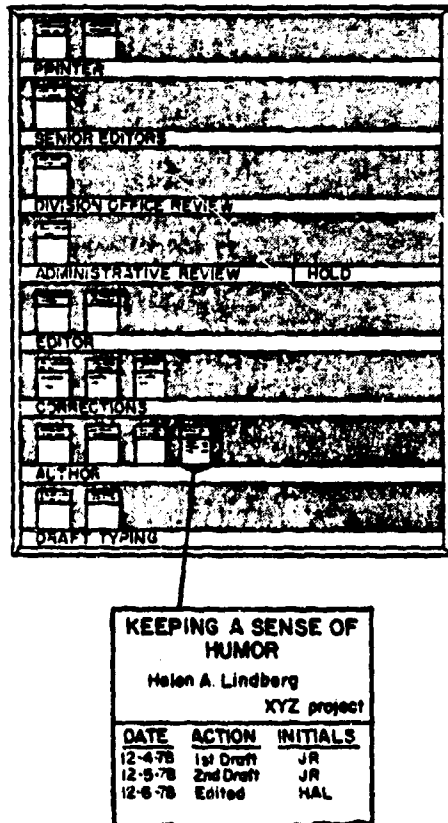 PRINTER
SENIOR EDITORS
DIVISION OFFICE REVIEW
ADMINISTRATIVE REVIEW HOLD
EDITOR
CORRECTIONS
AUTHOR
DRAFT TYPING
KEEPING A SENSE OF
HUMOR
Helen A. Lindberg
XYZ project
DATE ACTION INITIALS
12-4-78 1st Draft JR
12-5-78 2nd Draft JR
12-6-78 Edited HAL